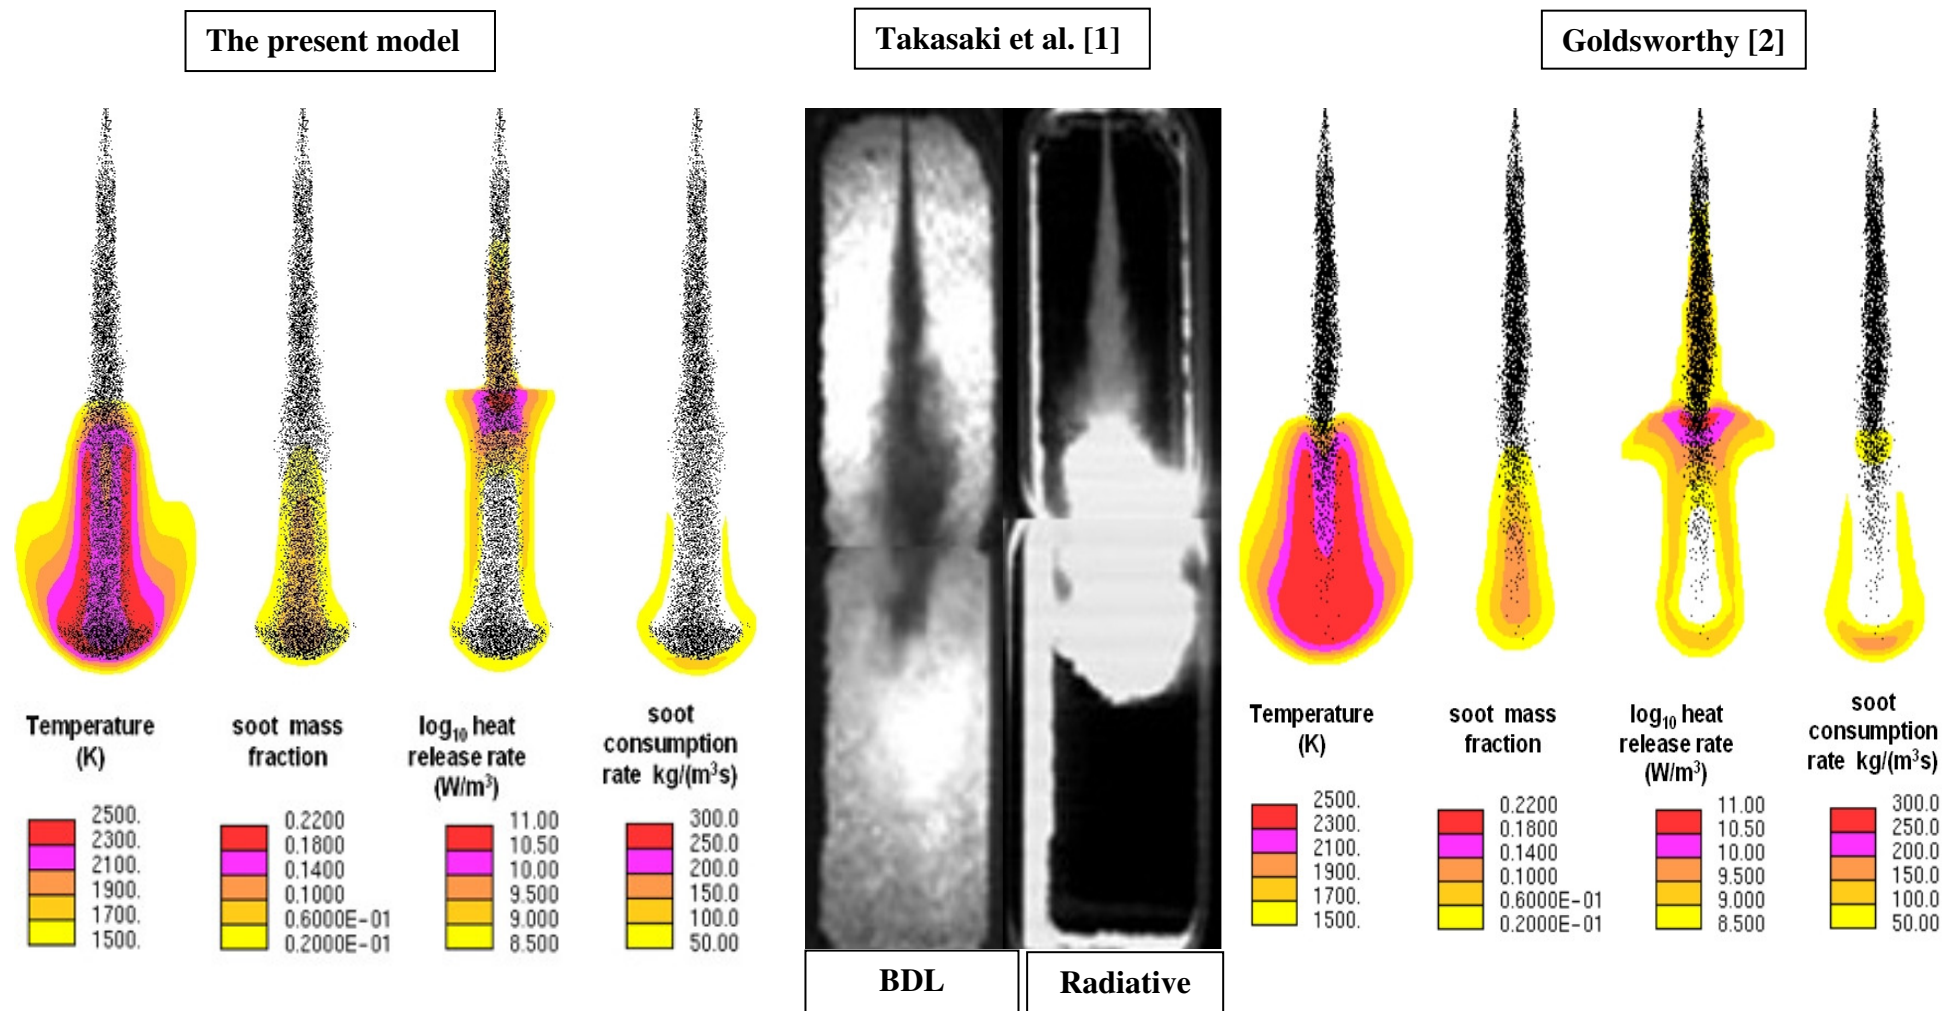 The present model
Takasaki et al. [1]
Goldsworthy [2]
Temperature
(K)
2500.
2300.
2100.
1900.
1700.
1500.
soot mass
fraction
0.2200
0.1800
0.1400
0.1000
0.6000E-01
0.2000E-01
log10 heat
release rate
(W/m3)
11.00
10.50
10.00
9.500
9.000
8.500
soot
consumption
rate kg/(m3s)
300.0
250.0
200.0
150.0
100.0
50.00
BDL
Radiative
Temperature
(K)
2500.
2300.
2100.
1900.
1700.
1500.
soot mass
fraction
0.2200
0.1800
0.1400
0.1000
0.6000E-01
0.2000E-01
log10 heat
release rate
(W/m3)
11.00
10.50
10.00
9.500
9.000
8.500
soot
consumption
rate kg/(m3s)
300.0
250.0
200.0
150.0
100.0
50.00